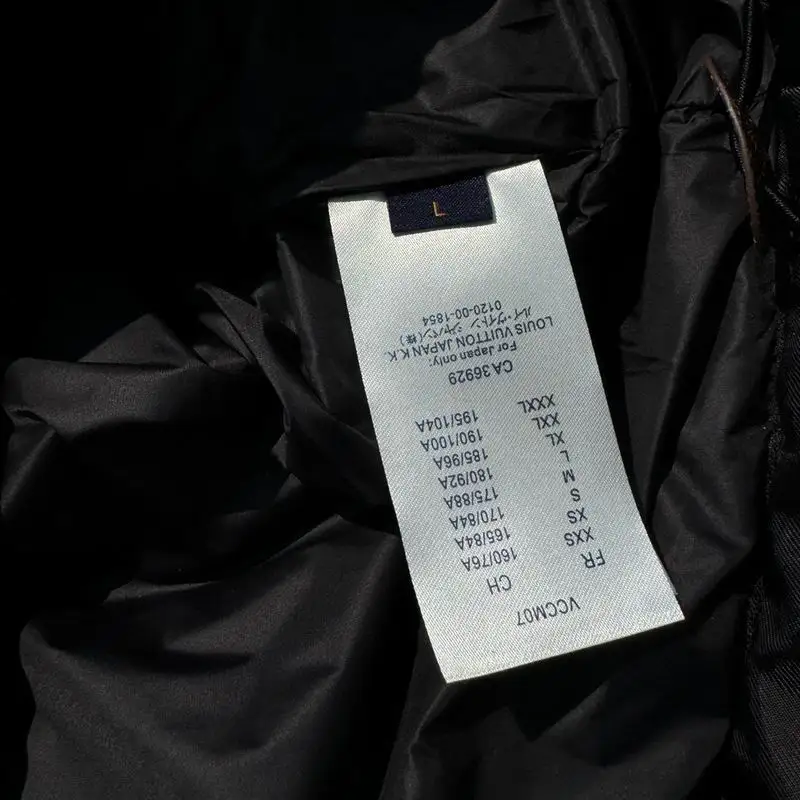 L
VCCM07
FR CH
XXS 160/76A
XS 165/84A
S 170/84A
M 175/88A
L 180/92A
XL 185/96A
XXL 190/100A
XXXL 195/104A
CA36929
For Japan only:
LOUIS VUITTON JAPAN K.K.
ルイ・ヴィトン ジャパン(株)
0120-00-1854